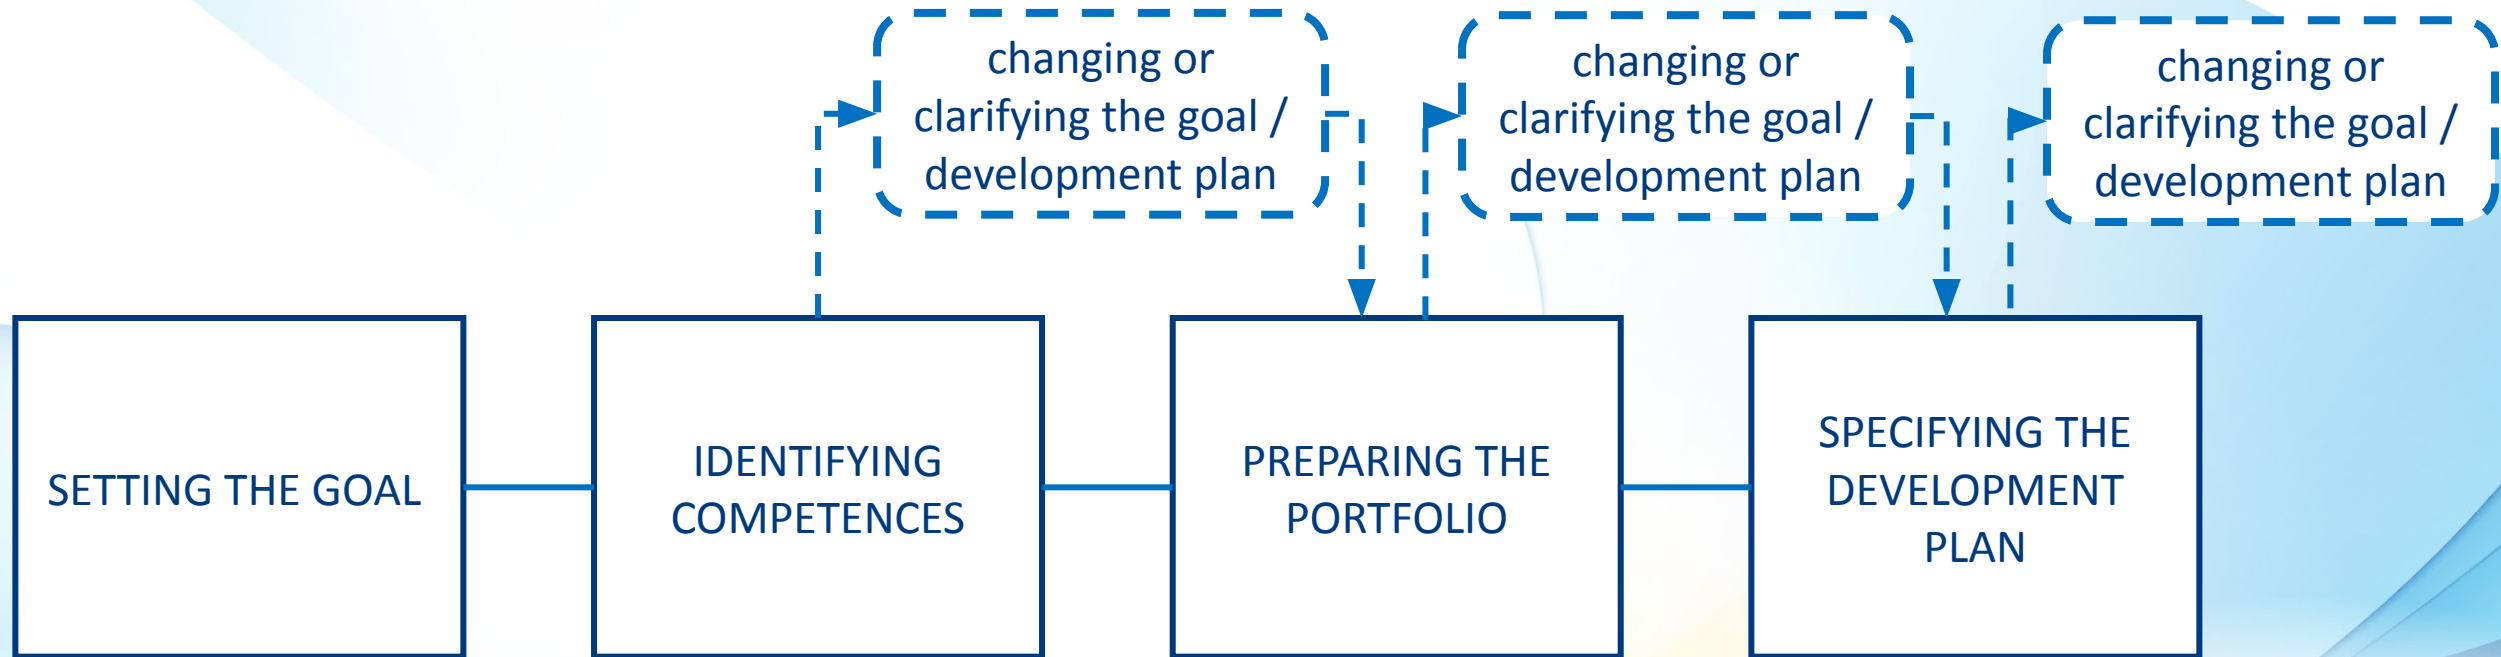 changing or
clarifying the goal /
development plan
changing or
clarifying the goal /
development plan
changing or
clarifying the goal /
development plan
SETTING THE GOAL
IDENTIFYING
COMPETENCES
PREPARING THE
PORTFOLIO
SPECIFYING THE
DEVELOPMENT
PLAN